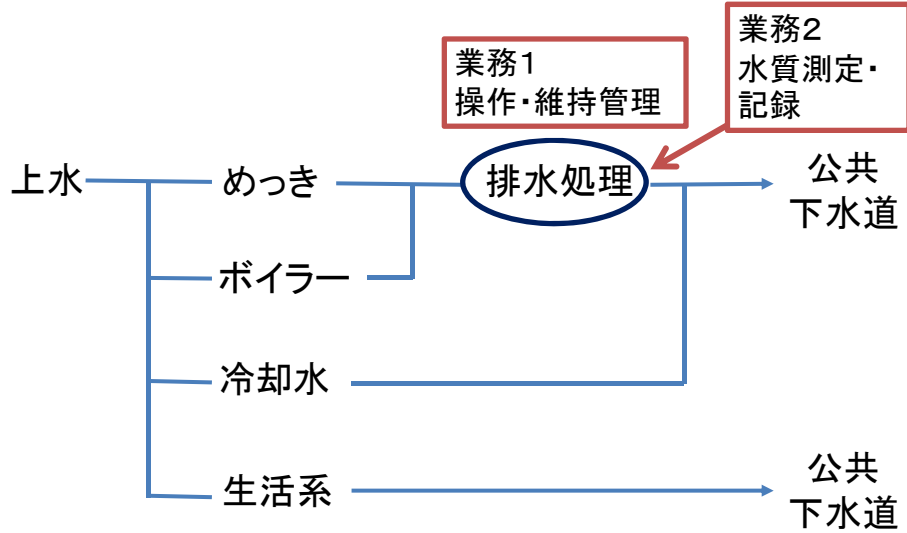 業務1
操作・維持管理
業務2
水質測定・
記録
上水
めっき
排水処理
公共
下水道
ボイラー
冷却水
生活系
公共
下水道